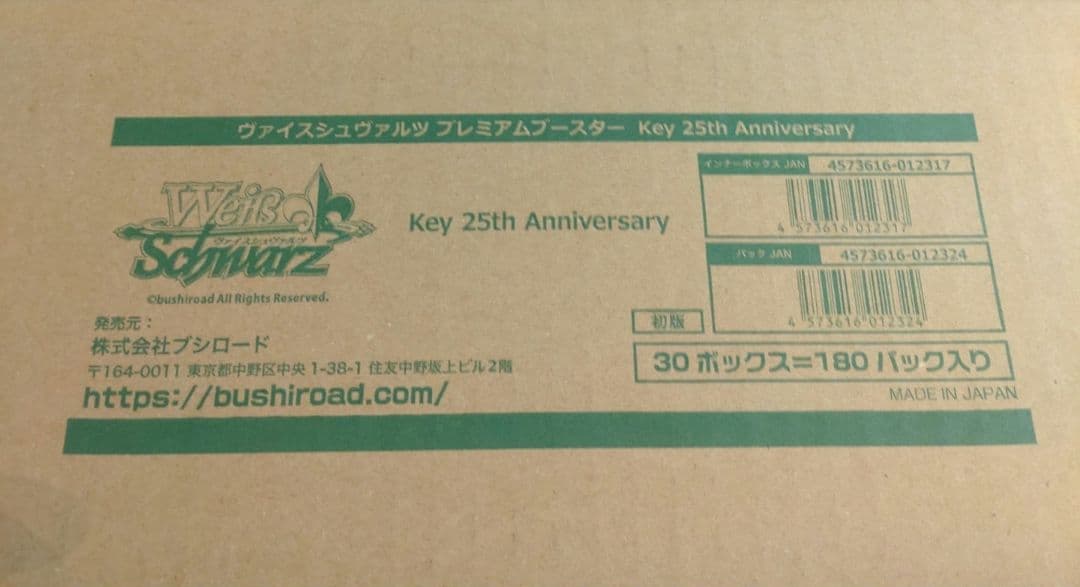 ヴァイスシュヴァルツ プレミアムブースター Key 25th Anniversary
Weiß
ヴァイスシュヴァルツ
Schwarz
©bushiroad All Rights Reserved.
Key 25th Anniversary
インナーボックス JAN 4573616-012317
4 573616 012317
パック JAN 4573616-012324
4 573616 012324
発売元：
株式会社ブシロード
〒164-0011 東京都中野区中央 1-38-1 住友中野坂上ビル2階
https://bushiroad.com/
初版
30 ボックス=180 パック入り
MADE IN JAPAN